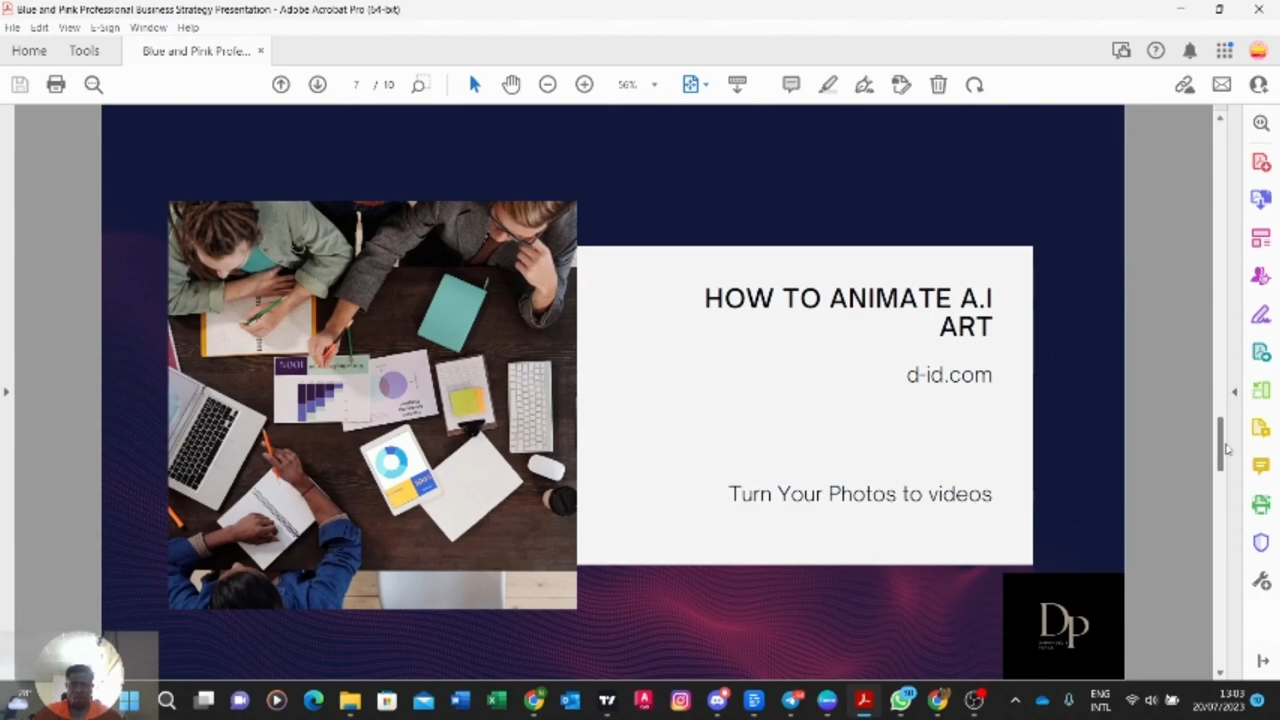 Blue and Pink Professional Business Strategy Presentation - Adobe Acrobat Pro (64-bit)
File Edit View E-Sign Window Help
Home Tools Blue and Pink Profe... ×
7 / 10 56%
HOW TO ANIMATE A.I
ART
d-id.com
Turn Your Photos to videos
Dp
ENG
INTL
13:03
20/07/2023